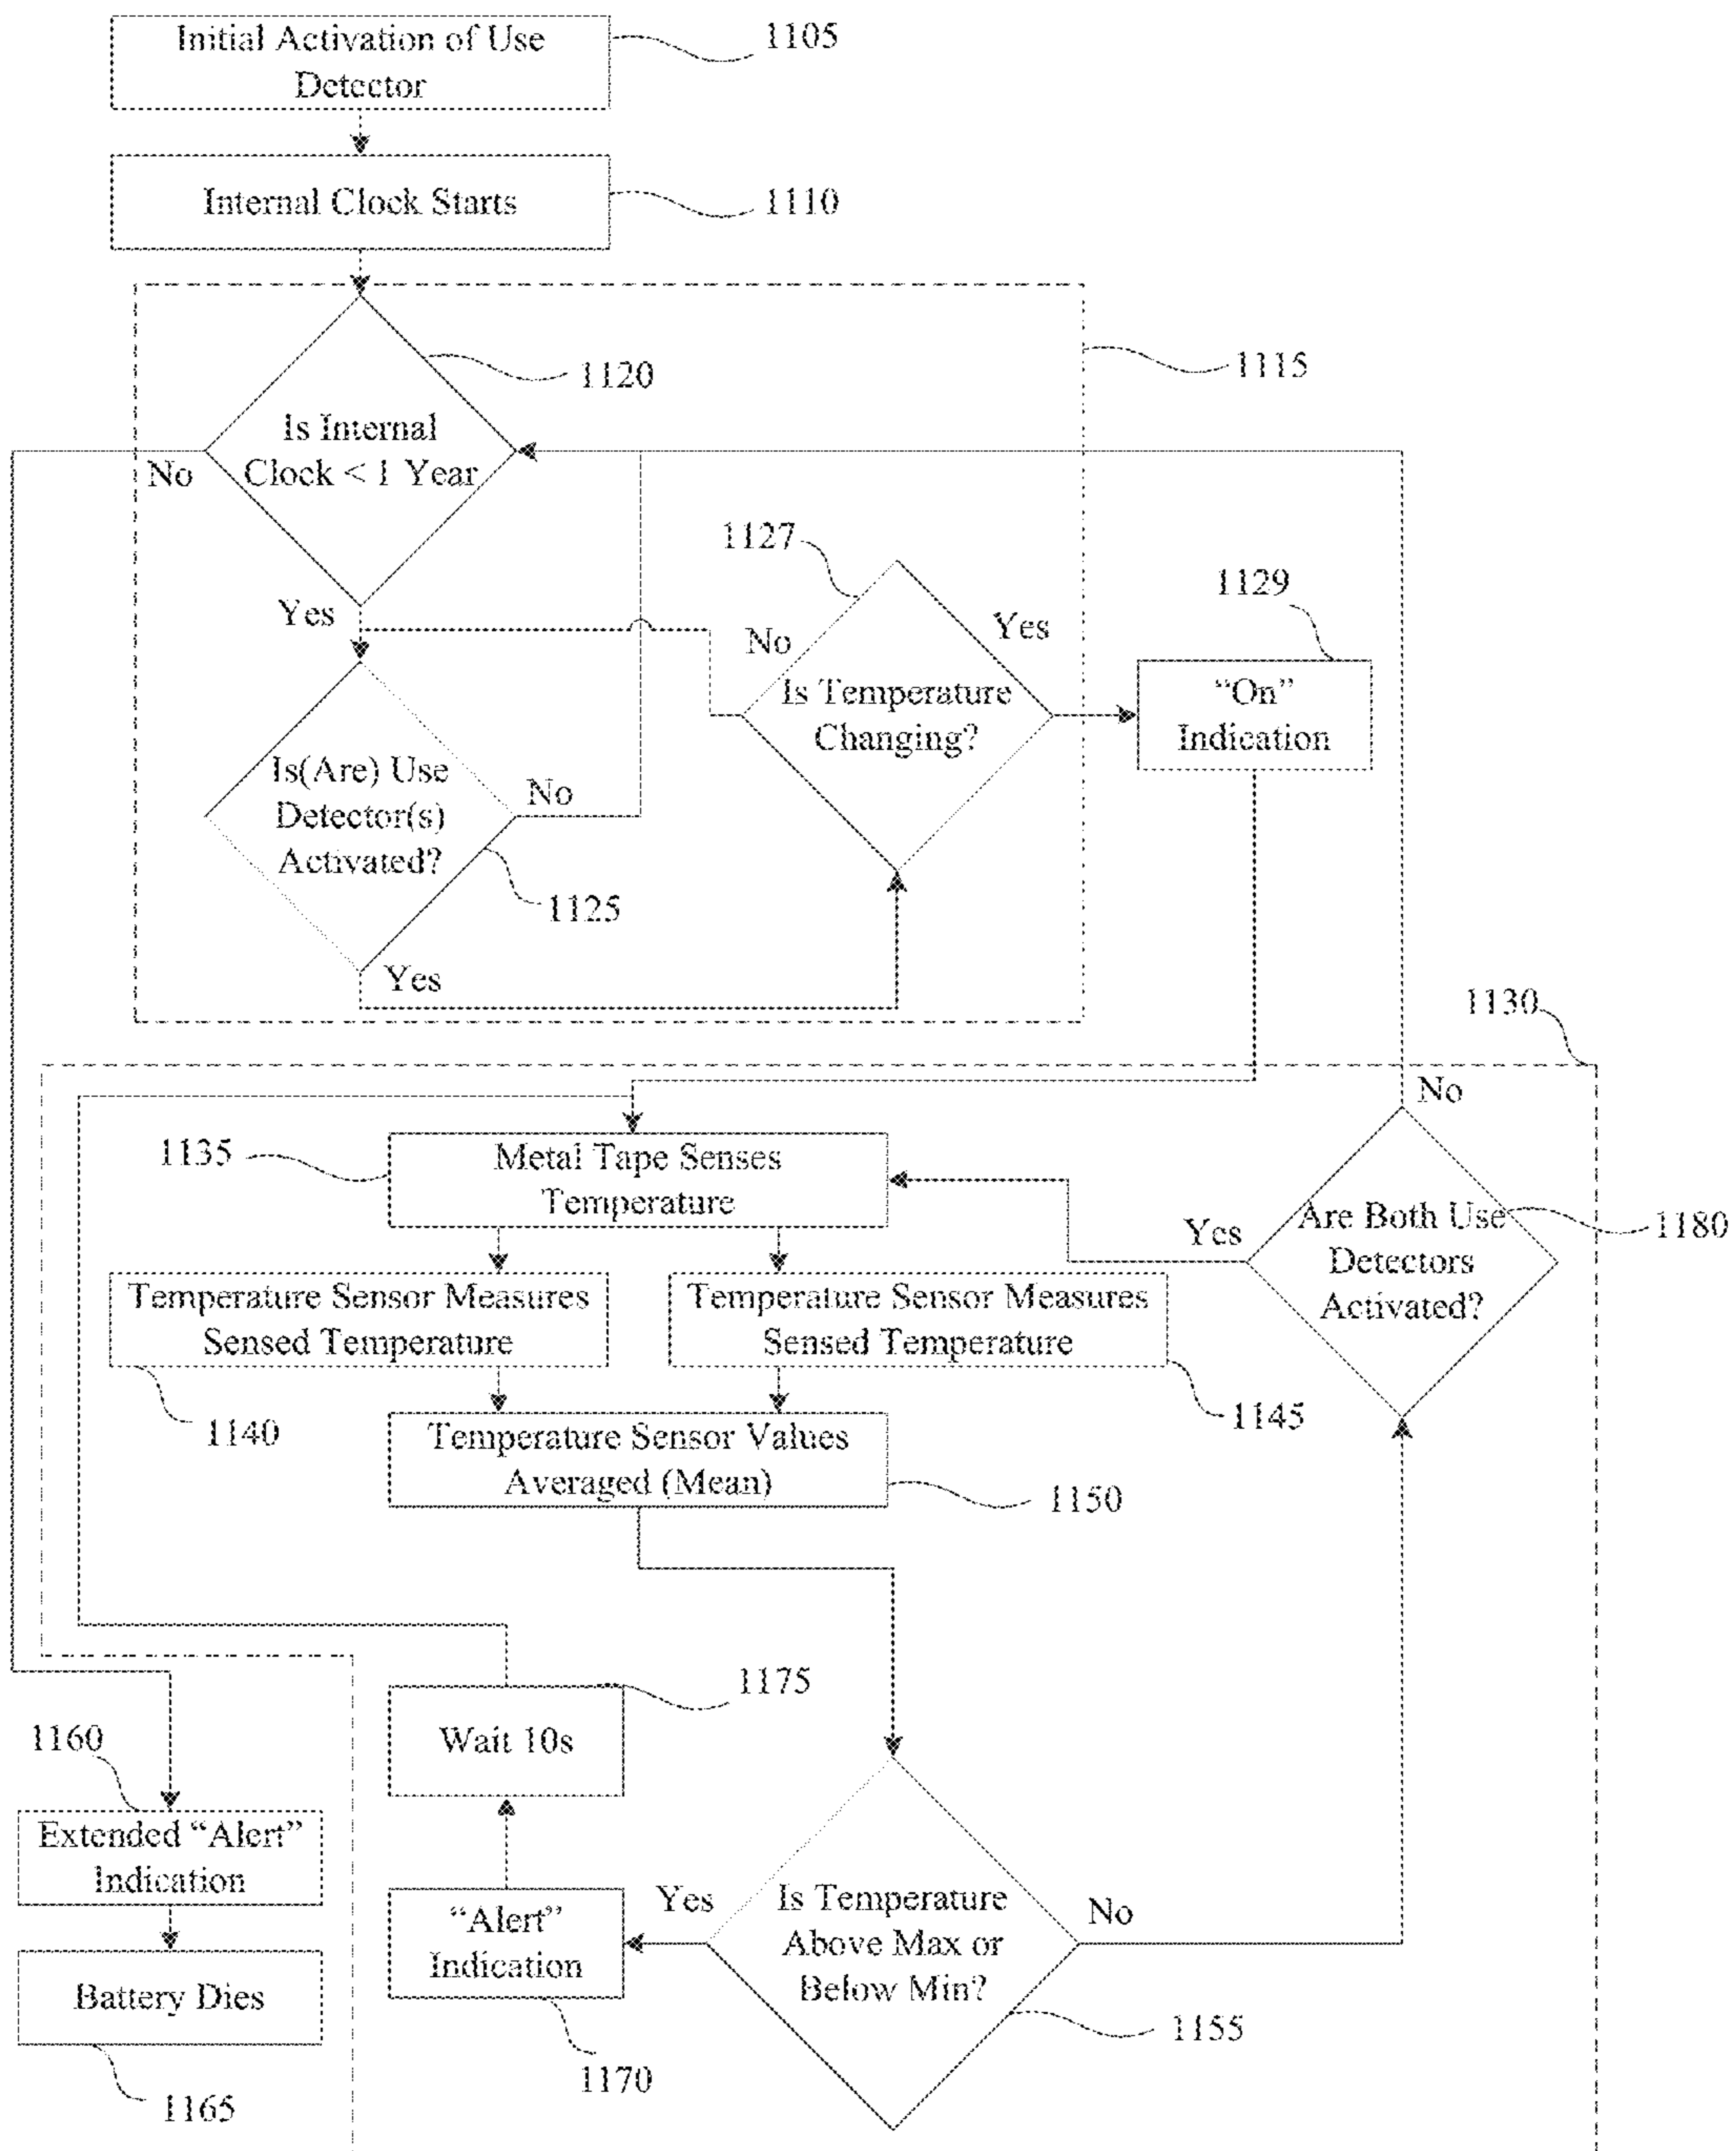 Initial Activation of Use
Detector
1105
Internal Clock Starts
1110
1115
1120
Is Internal
Clock < 1 Year
No
Yes
1127
No
Yes
Is Temperature
Changing?
1129
“On”
Indication
Is(Are) Use
Detector(s)
Activated?
No
1125
Yes
1130
No
1135
Metal Tape Senses
Temperature
Yes
Are Both Use
Detectors
Activated?
1180
Temperature Sensor Measures
Sensed Temperature
Temperature Sensor Measures
Sensed Temperature
1140
1145
Temperature Sensor Values
Averaged (Mean)
1150
1175
Wait 10s
1160
Extended “Alert”
Indication
“Alert”
Indication
Yes
Is Temperature
Above Max or
Below Min?
No
Battery Dies
1155
1170
1165